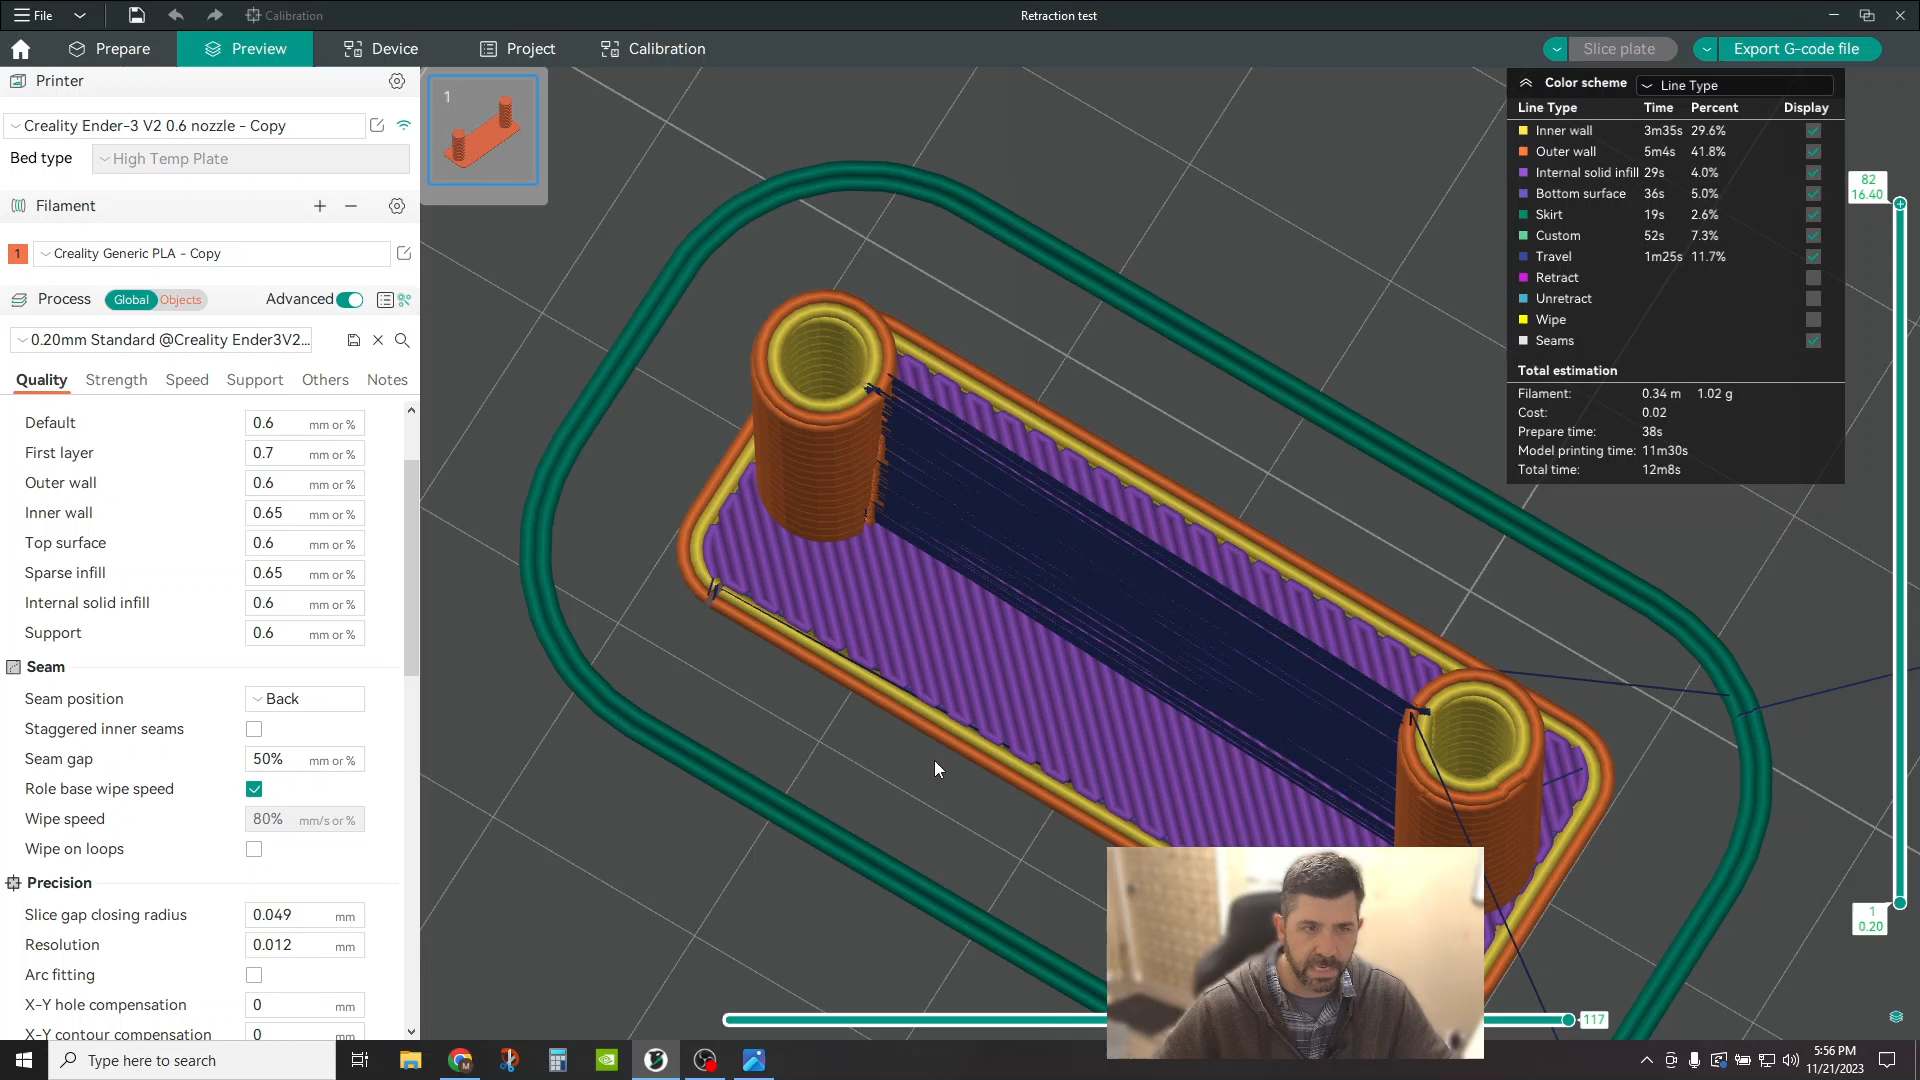 File
Calibration
Retraction test
Prepare
Preview
Device
Project
Calibration
Slice plate
Export G-code file
Printer
Creality Ender-3 V2 0.6 nozzle - Copy
Bed type
High Temp Plate
Filament
1
Creality Generic PLA - Copy
Process
Global
Objects
Advanced
0.20mm Standard @Creality Ender3V2...
Quality
Strength
Speed
Support
Others
Notes
Default 0.6 mm or %
First layer 0.7 mm or %
Outer wall 0.6 mm or %
Inner wall 0.65 mm or %
Top surface 0.6 mm or %
Sparse infill 0.65 mm or %
Internal solid infill 0.6 mm or %
Support 0.6 mm or %
Seam
Seam position Back
Staggered inner seams
Seam gap 50% mm or %
Role base wipe speed
Wipe speed 80% mm/s or %
Wipe on loops
Precision
Slice gap closing radius 0.049 mm
Resolution 0.012 mm
Arc fitting
X-Y hole compensation 0 mm
X-Y contour compensation 0 mm
1
Color scheme Line Type
Line Type Time Percent Display
Inner wall 3m35s 29.6%
Outer wall 5m4s 41.8%
Internal solid infill 29s 4.0%
Bottom surface 36s 5.0%
Skirt 19s 2.6%
Custom 52s 7.3%
Travel 1m25s 11.7%
Retract
Unretract
Wipe
Seams
Total estimation
Filament: 0.34 m 1.02 g
Cost: 0.02
Prepare time: 38s
Model printing time: 11m30s
Total time: 12m8s
82
16.40
1
0.20
117
Type here to search
5:56 PM
11/21/2023